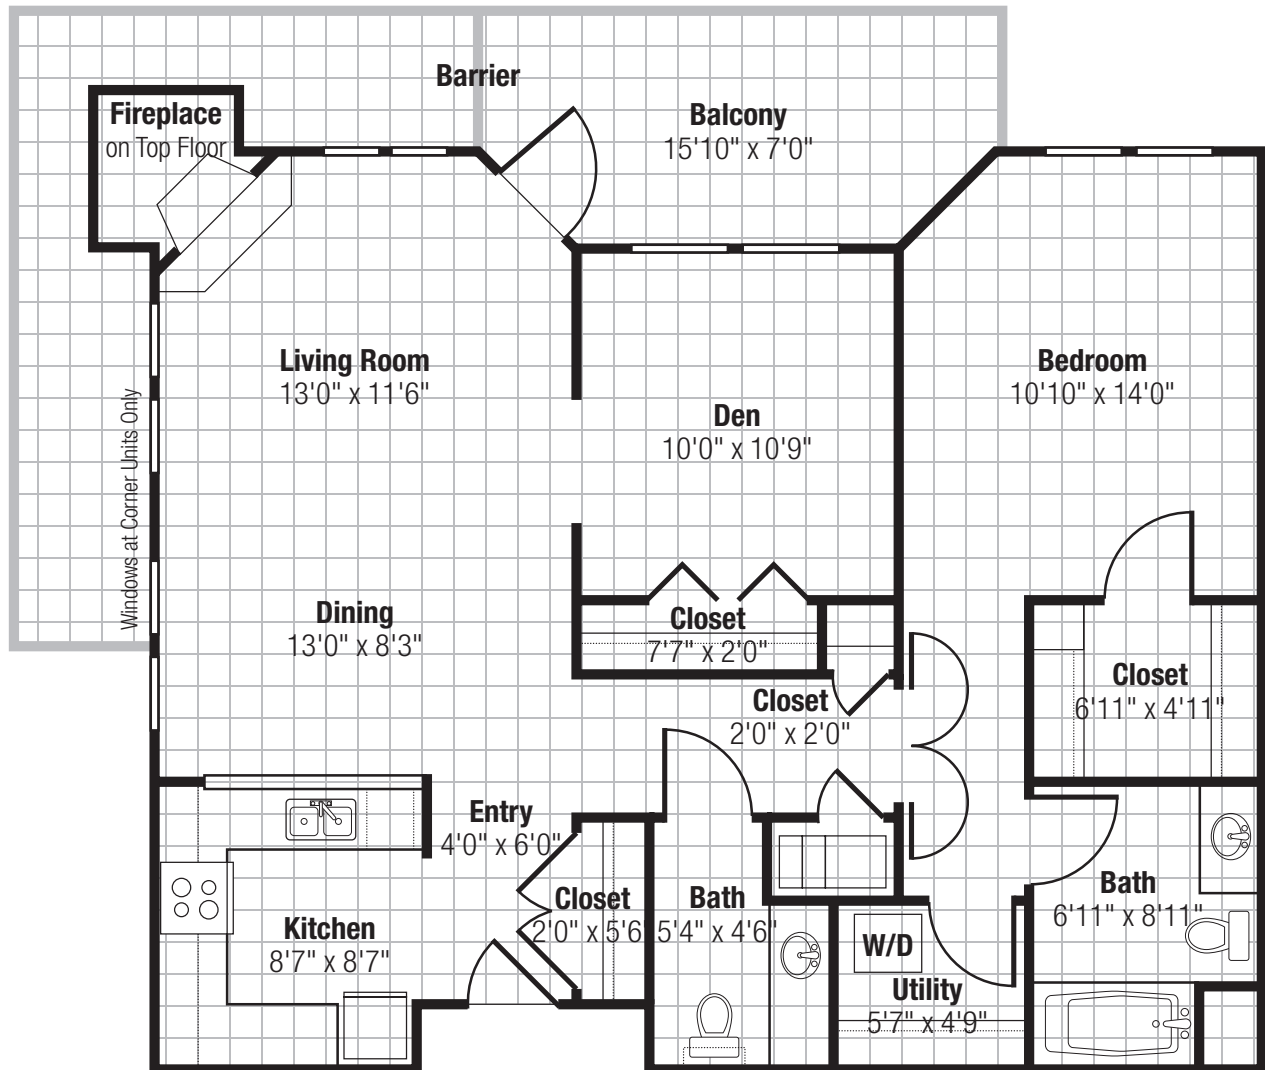 Barrier
Fireplace
on Top Floor
Balcony
15'10" x 7'0"
Living Room
13'0" x 11'6"
Den
10'0" x 10'9"
Bedroom
10'10" x 14'0"
Windows at Corner Units Only
Dining
13'0" x 8'3"
Closet
7'7" x 2'0"
Closet
2'0" x 2'0"
Closet
6'11" x 4'11"
Entry
4'0" x 6'0"
Kitchen
8'7" x 8'7"
Closet
2'0" x 5'6"
Bath
5'4" x 4'6"
W/D
Utility
5'7" x 4'9"
Bath
6'11" x 8'11"